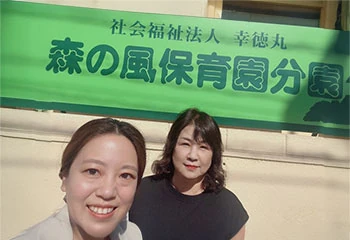 社会福祉法人 幸徳丸
森の風保育園分園